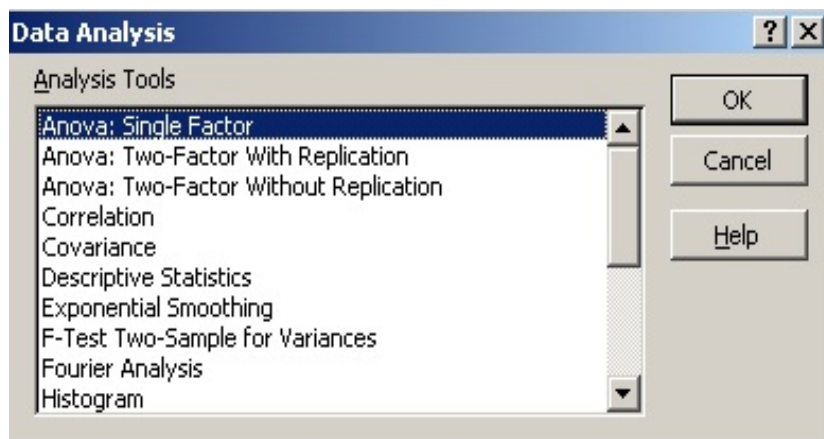 Data Analysis
?
Analysis Tools
Anova: Single Factor
Anova: Two-Factor With Replication
Anova: Two-Factor Without Replication
Correlation
Covariance
Descriptive Statistics
Exponential Smoothing
F-Test Two-Sample for Variances
Fourier Analysis
Histogram
OK
Cancel
Help